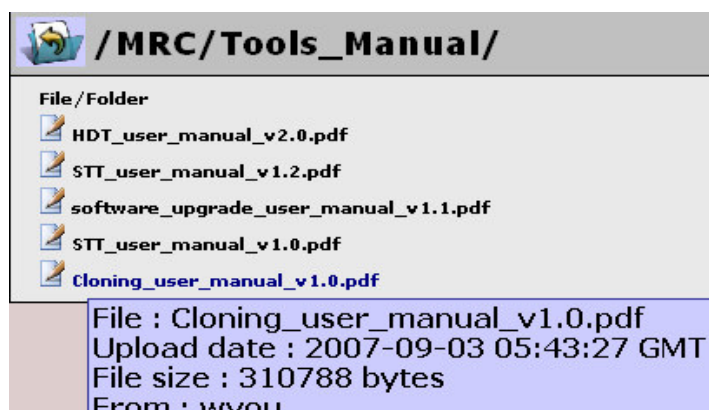 /MRC/Tools_Manual/
File/Folder
HDT_user_manual_v2.0.pdf
STT_user_manual_v1.2.pdf
software_upgrade_user_manual_v1.1.pdf
STT_user_manual_v1.0.pdf
Cloning_user_manual_v1.0.pdf
File : Cloning_user_manual_v1.0.pdf
Upload date : 2007-09-03 05:43:27 GMT
File size : 310788 bytes
From :